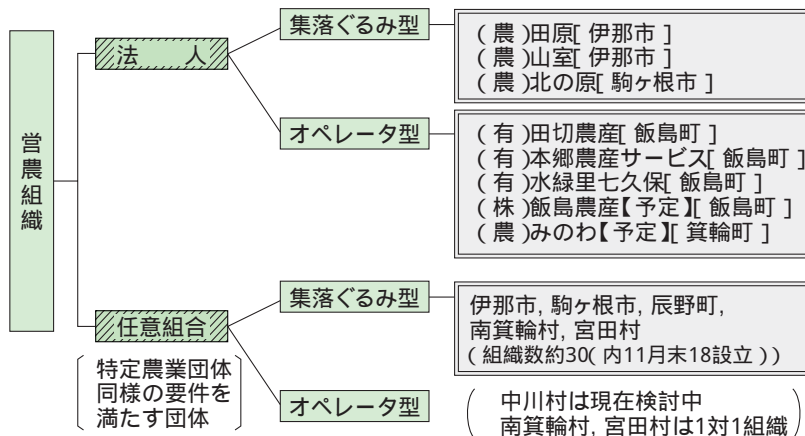 営農組織
法　人
集落ぐるみ型
(農)田原[伊那市]
(農)山室[伊那市]
(農)北の原[駒ヶ根市]
オペレータ型
(有)田切農産[飯島町]
(有)本郷農産サービス[飯島町]
(有)水緑里七久保[飯島町]
(株)飯島農産【予定】[飯島町]
(農)みのわ【予定】[箕輪町]
任意組合
特定農業団体
同様の要件を
満たす団体
集落ぐるみ型
伊那市, 駒ヶ根市, 辰野町,
南箕輪村, 宮田村
(組織数約30(内11月末18設立))
オペレータ型
中川村は現在検討中
南箕輪村, 宮田村は1対1組織